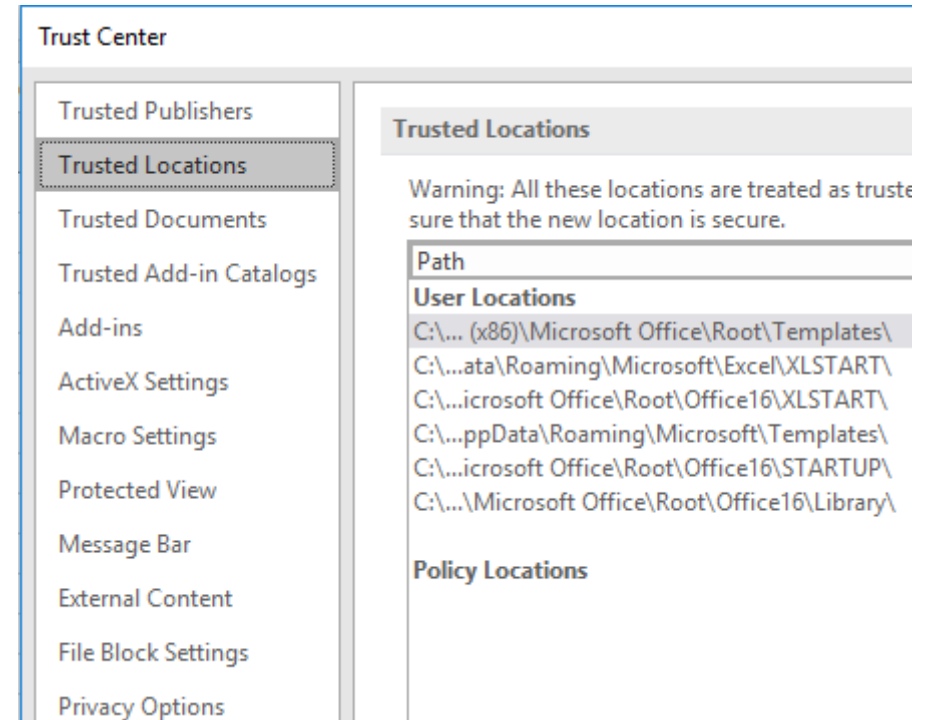 Trust Center
Trusted Publishers
Trusted Locations
Trusted Documents
Trusted Add-in Catalogs
Add-ins
ActiveX Settings
Macro Settings
Protected View
Message Bar
External Content
File Block Settings
Privacy Options
Trusted Locations
Warning: All these locations are treated as truste
sure that the new location is secure.
Path
User Locations
C:\... (x86)\Microsoft Office\Root\Templates\
C:\...ata\Roaming\Microsoft\Excel\XLSTART\
C:\...icrosoft Office\Root\Office16\XLSTART\
C:\...ppData\Roaming\Microsoft\Templates\
C:\...icrosoft Office\Root\Office16\STARTUP\
C:\...\Microsoft Office\Root\Office16\Library\
Policy Locations